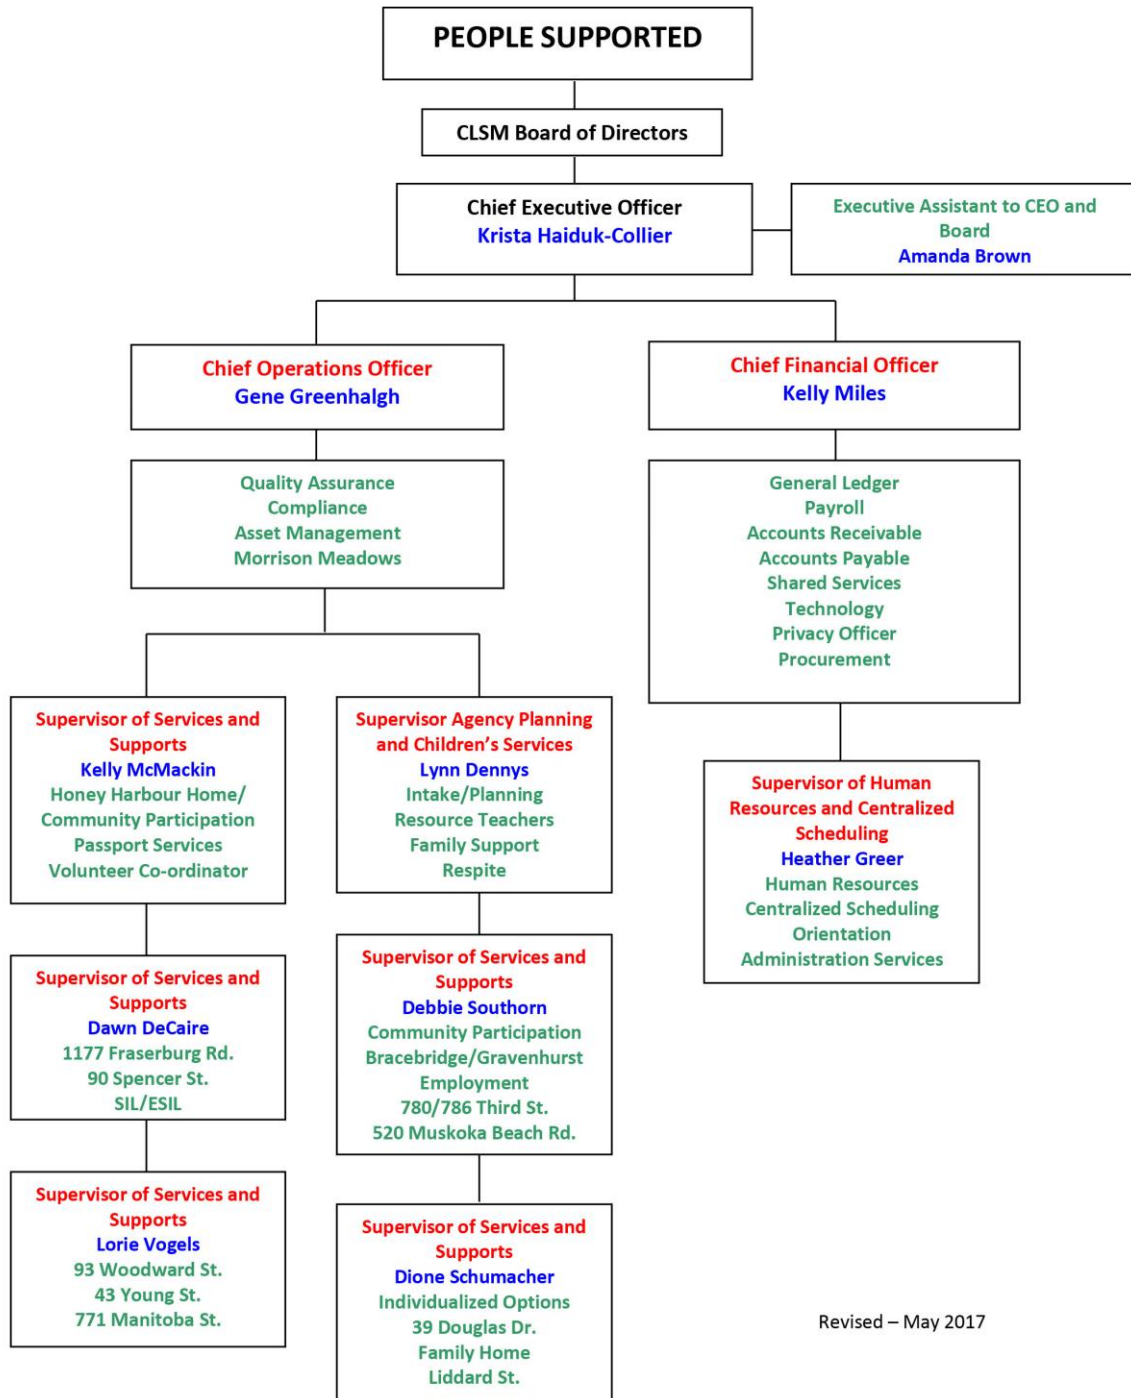 PEOPLE SUPPORTED
CLSM Board of Directors
Chief Executive Officer
Krista Haiduk-Collier
Executive Assistant to CEO and
Board
Amanda Brown
Chief Operations Officer
Gene Greenhalgh
Chief Financial Officer
Kelly Miles
Quality Assurance
Compliance
Asset Management
Morrison Meadows
General Ledger
Payroll
Accounts Receivable
Accounts Payable
Shared Services
Technology
Privacy Officer
Procurement
Supervisor of Services and
Supports
Kelly McMackin
Honey Harbour Home/
Community Participation
Passport Services
Volunteer Co-ordinator
Supervisor Agency Planning
and Children’s Services
Lynn Dennys
Intake/Planning
Resource Teachers
Family Support
Respite
Supervisor of Human
Resources and Centralized
Scheduling
Heather Greer
Human Resources
Centralized Scheduling
Orientation
Administration Services
Supervisor of Services and
Supports
Dawn DeCaire
1177 Fraserburg Rd.
90 Spencer St.
SIL/ESIL
Supervisor of Services and
Supports
Debbie Southorn
Community Participation
Bracebridge/Gravenhurst
Employment
780/786 Third St.
520 Muskoka Beach Rd.
Supervisor of Services and
Supports
Lorie Vogels
93 Woodward St.
43 Young St.
771 Manitoba St.
Supervisor of Services and
Supports
Dione Schumacher
Individualized Options
39 Douglas Dr.
Family Home
Liddard St.
Revised – May 2017